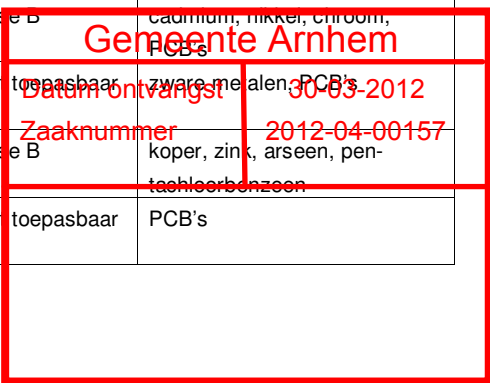 e B cadmium, nikkel, chroom,
PCB's
Gemeente Arnhem
toepasbaar zware metalen, PCB's
Datum ontvangst 30-03-2012
Zaaknummer 2012-04-00157
e B koper, zink, arseen, pen-
tachloorbenzeen
toepasbaar PCB's